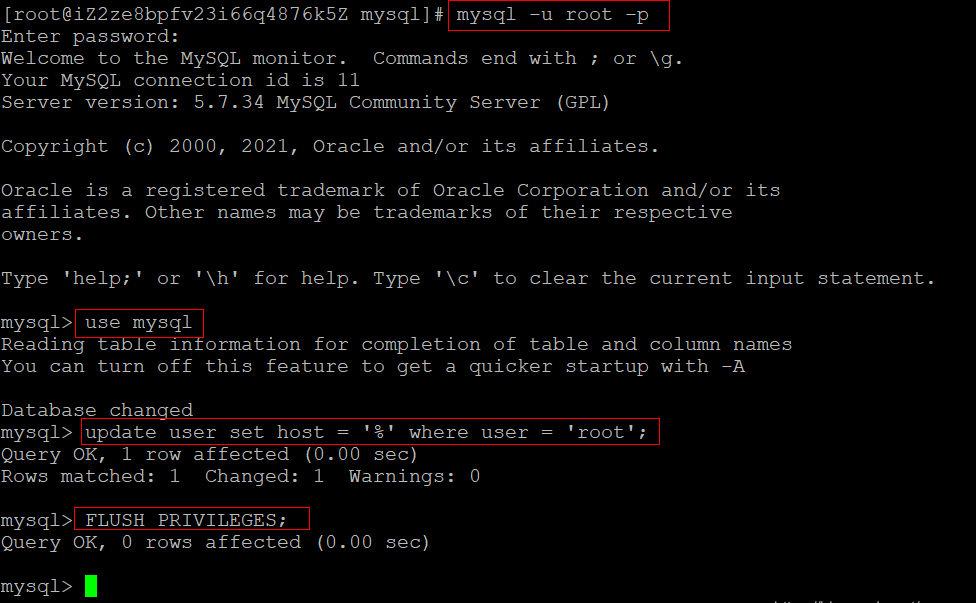 [root@iZ2ze8bpfv23i66q4876k5Z mysql]# mysql -u root -p
Enter password:
Welcome to the MySQL monitor.  Commands end with ; or \g.
Your MySQL connection id is 11
Server version: 5.7.34 MySQL Community Server (GPL)
Copyright (c) 2000, 2021, Oracle and/or its affiliates.
Oracle is a registered trademark of Oracle Corporation and/or its
affiliates. Other names may be trademarks of their respective
owners.
Type 'help;' or '\h' for help. Type '\c' to clear the current input statement.
mysql> use mysql
Reading table information for completion of table and column names
You can turn off this feature to get a quicker startup with -A
Database changed
mysql> update user set host = '%' where user = 'root';
Query OK, 1 row affected (0.00 sec)
Rows matched: 1  Changed: 1  Warnings: 0
mysql> FLUSH PRIVILEGES;
Query OK, 0 rows affected (0.00 sec)
mysql>